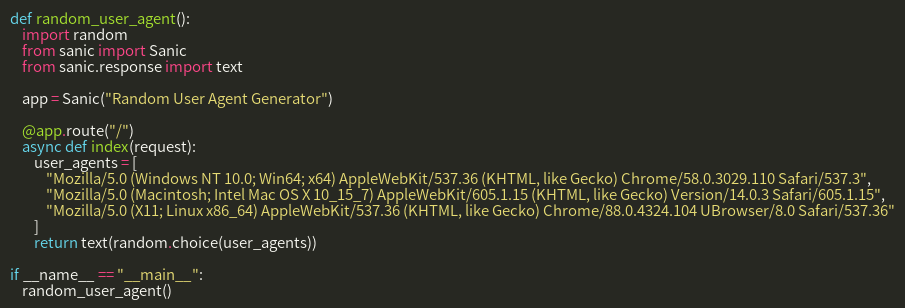 def random_user_agent():
    import random
    from sanic import Sanic
    from sanic.response import text

    app = Sanic("Random User Agent Generator")

    @app.route("/")
    async def index(request):
        user_agents = [
            "Mozilla/5.0 (Windows NT 10.0; Win64; x64) AppleWebKit/537.36 (KHTML, like Gecko) Chrome/58.0.3029.110 Safari/537.3",
            "Mozilla/5.0 (Macintosh; Intel Mac OS X 10_15_7) AppleWebKit/605.1.15 (KHTML, like Gecko) Version/14.0.3 Safari/605.1.15",
            "Mozilla/5.0 (X11; Linux x86_64) AppleWebKit/537.36 (KHTML, like Gecko) Chrome/88.0.4324.104 UBrowser/8.0 Safari/537.36"
        ]
        return text(random.choice(user_agents))

if __name__ == "__main__":
    random_user_agent()